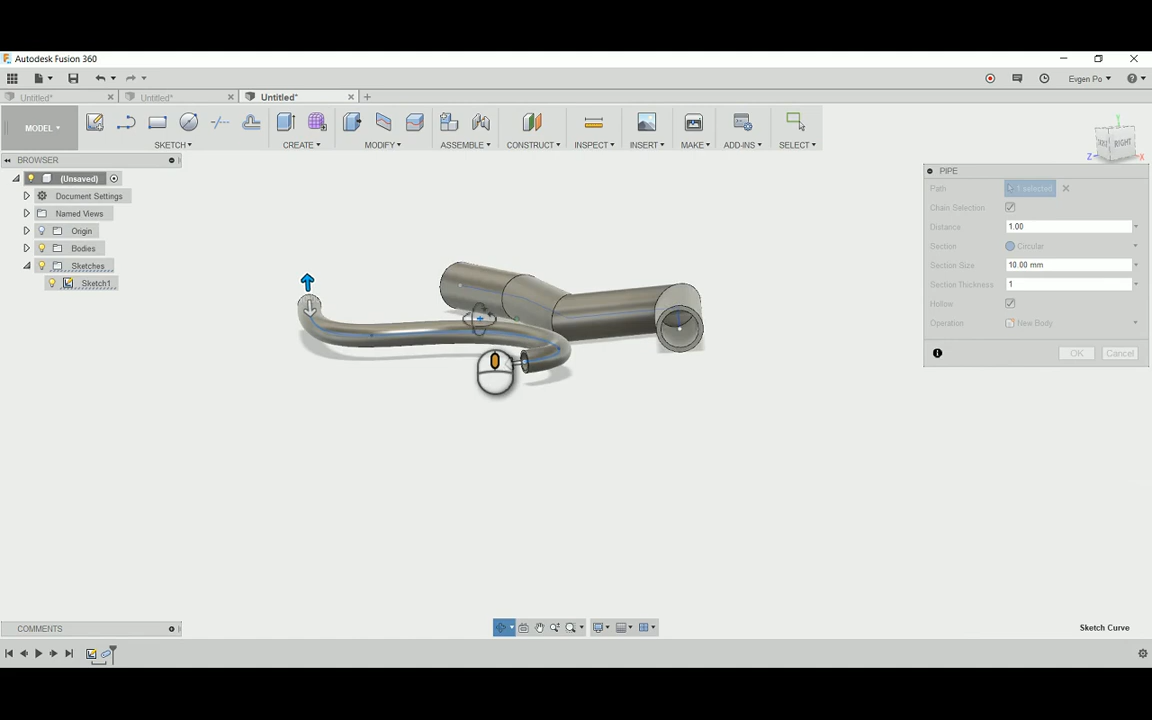 Autodesk Fusion 360
Evgen Po
Untitled*
Untitled*
Untitled*
MODEL
SKETCH
CREATE
MODIFY
ASSEMBLE
CONSTRUCT
INSPECT
INSERT
MAKE
ADD-INS
SELECT
BROWSER
(Unsaved)
Document Settings
Named Views
Origin
Bodies
Sketches
Sketch1
RIGHT
Z
X
PIPE
Path 1 selected
Chain Selection
Distance 1.00
Section Circular
Section Size 10.00 mm
Section Thickness 1
Hollow
Operation New Body
OK Cancel
COMMENTS
Sketch Curve